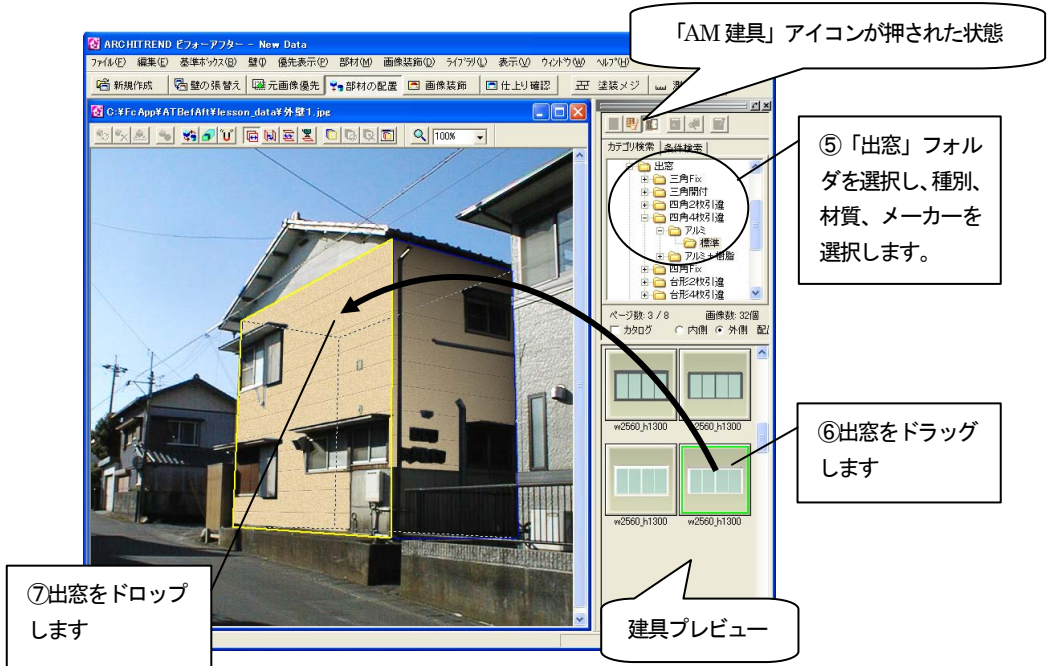 「AM 建具」アイコンが押された状態
ARCHITREND ビフォーアフター - New Data
ファイル(F) 編集(E) 基準ボックス(B) 壁(I) 優先表示(P) 部材(M) 画像装飾(D) ライブラリ(L) 表示(V) ウィンドウ(W) ヘルプ(H)
新規作成 壁の張替え 元画像優先 部材の配置 画像装飾 仕上り確認 塗装メジ
C:¥FcApp¥ATBefAft¥lesson_data¥外壁1.jpg
100%
カテゴリ検索 条件検索
出窓
三角Fix
三角開付
四角2枚引違
四角4枚引違
アルミ
標準
アルミ+樹脂
四角Fix
台形2枚引違
台形4枚引違
ページ数: 3 / 8 画像数: 32個
カタログ 内側 外側
w2560_h1300 w2560_h1300
w2560_h1300 w2560_h1300
⑤「出窓」フォル
ダを選択し、種別、
材質、メーカーを
選択します。
⑥出窓をドラッグ
します
⑦出窓をドロップ
します
建具プレビュー